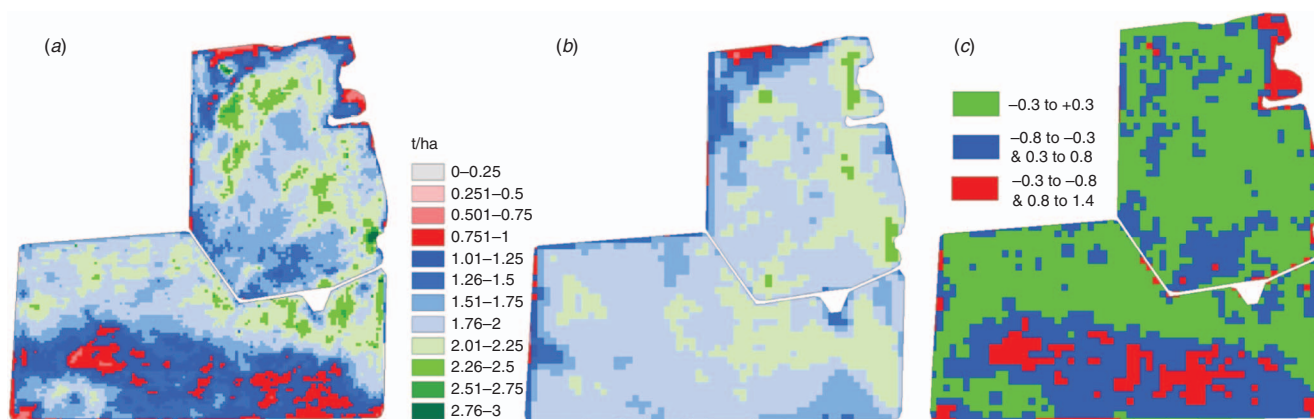 (a)
t/ha
0–0.25
0.251–0.5
0.501–0.75
0.751–1
1.01–1.25
1.26–1.5
1.51–1.75
1.76–2
2.01–2.25
2.26–2.5
2.51–2.75
2.76–3
(b)
(c)
–0.3 to +0.3
–0.8 to –0.3
& 0.3 to 0.8
–0.3 to –0.8
& 0.8 to 1.4